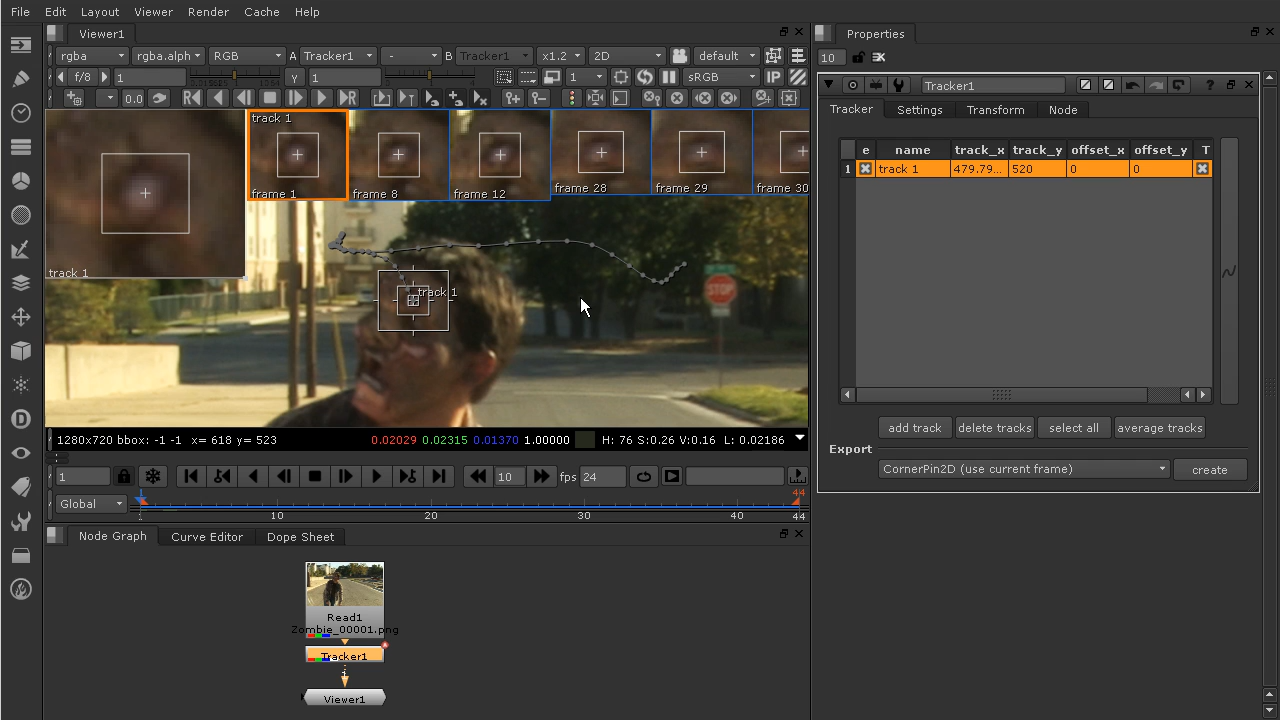 File Edit Layout Viewer Render Cache Help
Viewer1
Properties
rgba rgba.alph RGB A Tracker1 - B Tracker1 x1.2 2D default
10
f/8 1 y 1 1 sRGB IP
Tracker1 ?
0.0
Tracker Settings Transform Node
track 1
frame 1 frame 8 frame 12 frame 28 frame 29 frame 30
track 1
e name track_x track_y offset_x offset_y T
1 track 1 479.79... 520 0 0
track 1
STOP
add track delete tracks select all average tracks
1280x720 bbox: -1 -1 x= 618 y= 523 0.02029 0.02315 0.01370 1.00000 H: 76 S:0.26 V:0.16 L: 0.02186
Export
CornerPin2D (use current frame) create
1 10 fps 24
Global 1 10 20 30 40 44
44
Node Graph Curve Editor Dope Sheet
Read1
Zombie_00001.png
Tracker1
Viewer1